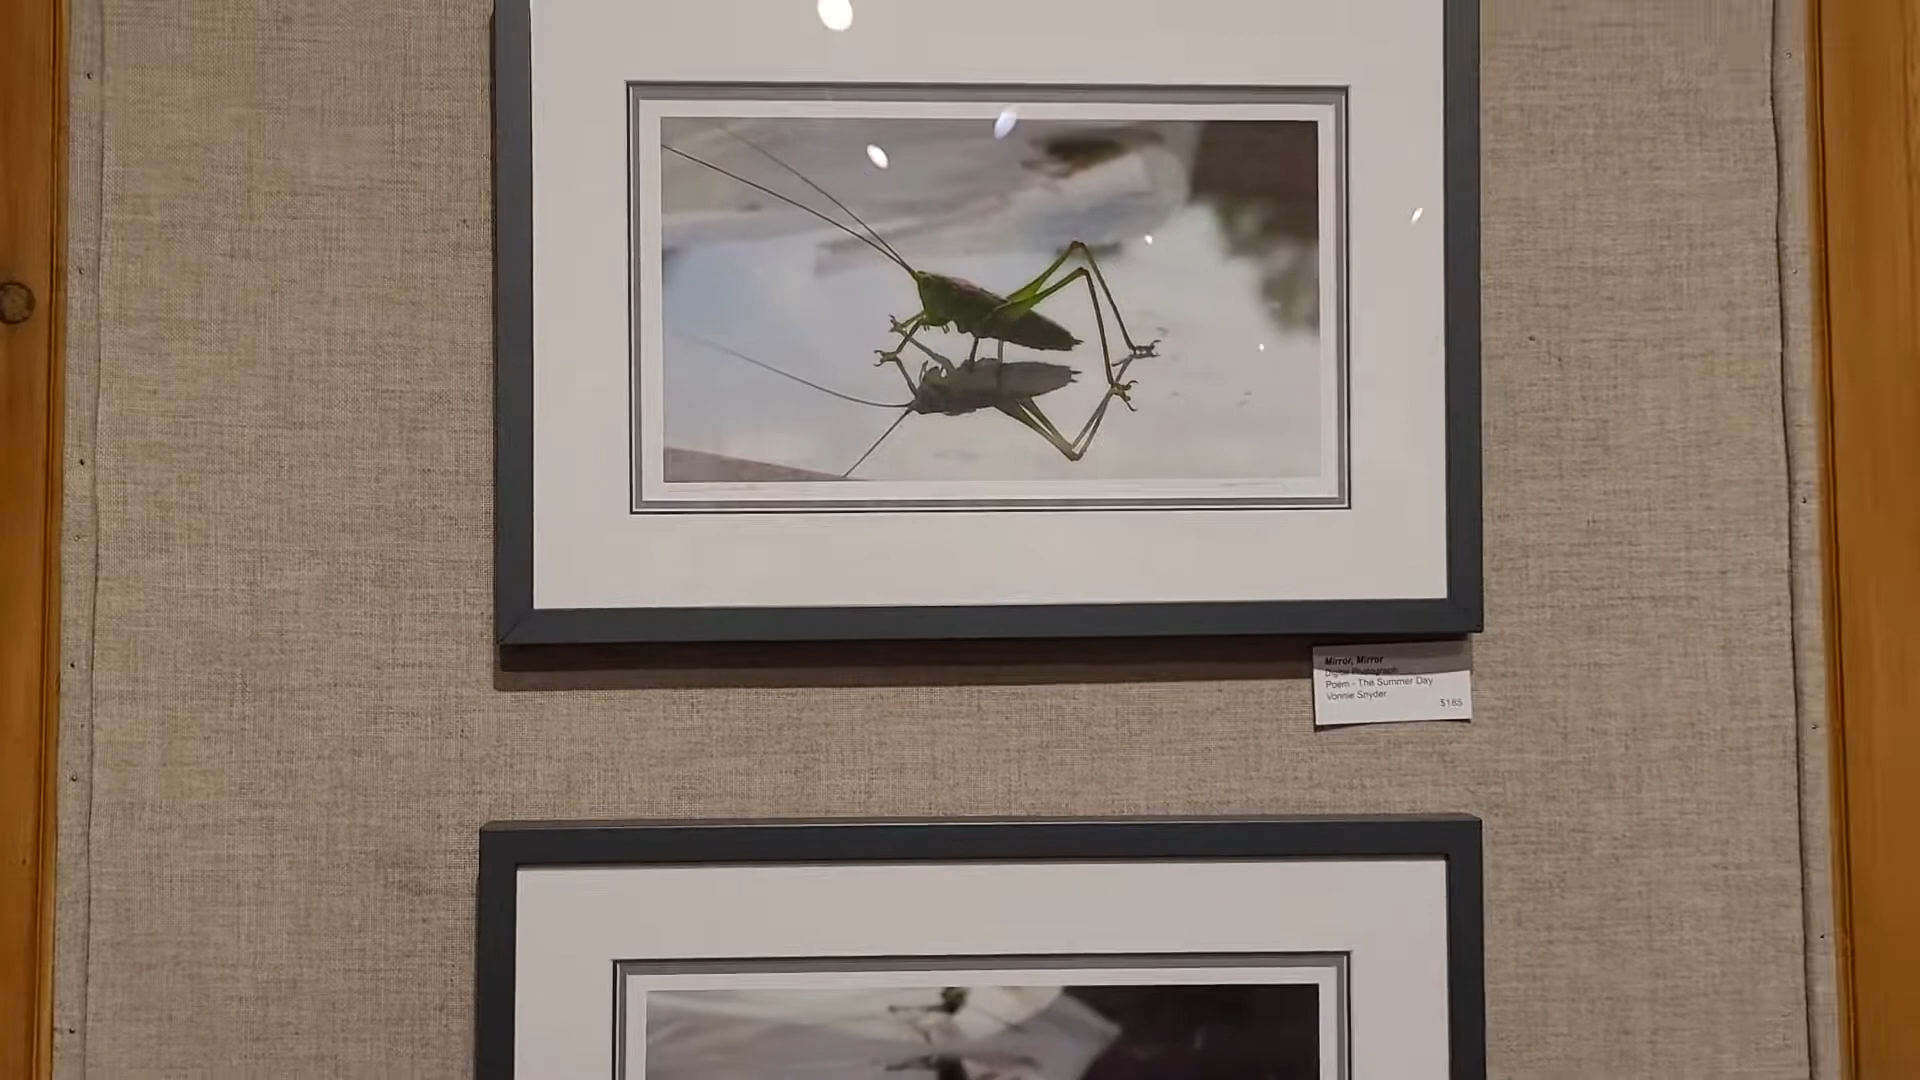 Mirror, Mirror
Digital Photograph
Poem - The Summer Day
Vonnie Snyder
$185